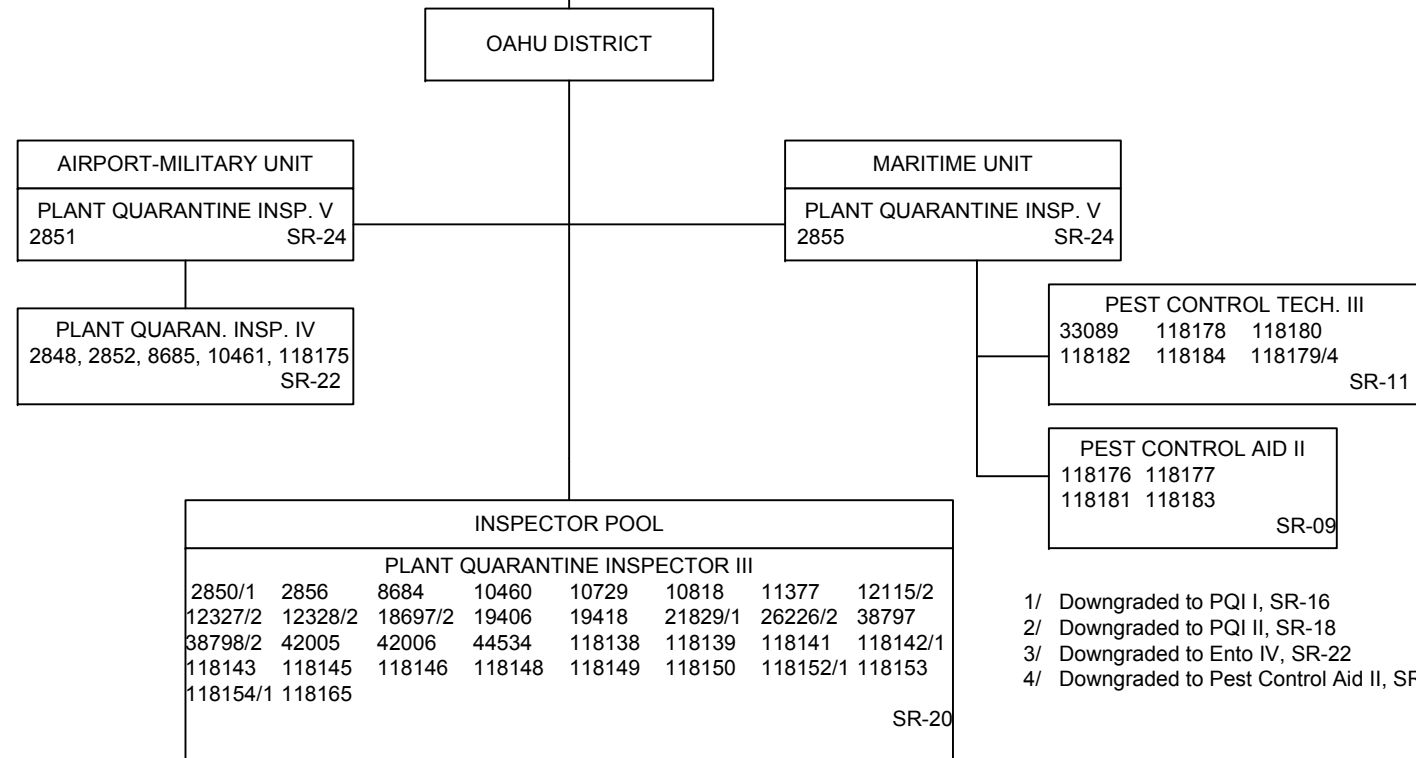 OAHU DISTRICT
AIRPORT-MILITARY UNIT
PLANT QUARANTINE INSP. V
2851 SR-24
MARITIME UNIT
PLANT QUARANTINE INSP. V
2855 SR-24
PLANT QUARAN. INSP. IV
2848, 2852, 8685, 10461, 118175
SR-22
PEST CONTROL TECH. III
33089 118178 118180
118182 118184 118179/4
SR-11
PEST CONTROL AID II
118176 118177
118181 118183
SR-09
INSPECTOR POOL
PLANT QUARANTINE INSPECTOR III
2850/1 2856 8684 10460 10729 10818 11377 12115/2
12327/2 12328/2 18697/2 19406 19418 21829/1 26226/2 38797
38798/2 42005 42006 44534 118138 118139 118141 118142/1
118143 118145 118146 118148 118149 118150 118152/1 118153
118154/1 118165
SR-20
1/ Downgraded to PQI I, SR-16
2/ Downgraded to PQI II, SR-18
3/ Downgraded to Ento IV, SR-22
4/ Downgraded to Pest Control Aid II, SR